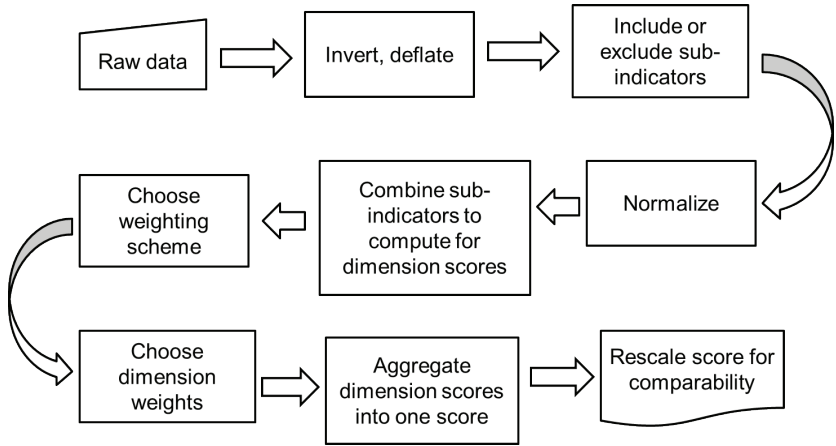 Raw data
Invert, deflate
Include or
exclude sub-
indicators
Normalize
Combine sub-
indicators to
compute for
dimension scores
Choose
weighting
scheme
Choose
dimension
weights
Aggregate
dimension scores
into one score
Rescale score for
comparability